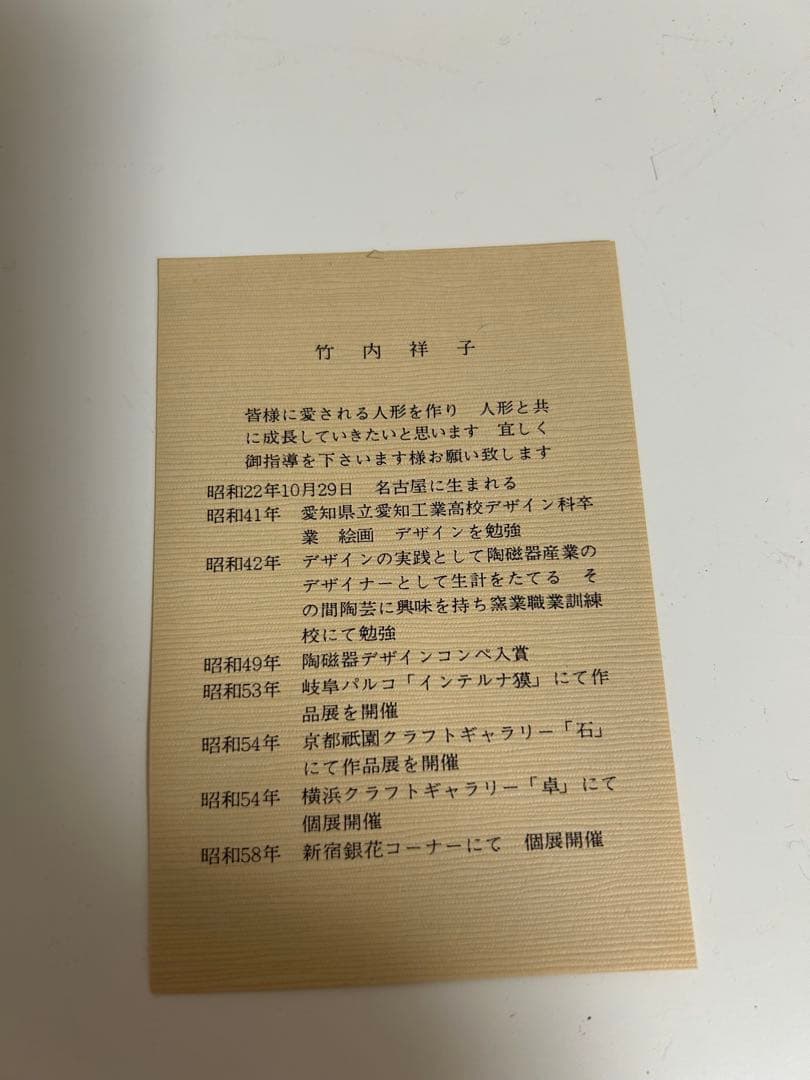 竹内祥子
皆様に愛される人形を作り　人形と共
に成長していきたいと思います　宜しく
御指導を下さいます様お願い致します
昭和22年10月29日　名古屋に生まれる
昭和41年　愛知県立愛知工業高校デザイン科卒
業　絵画　デザインを勉強
昭和42年　デザインの実践として陶磁器産業の
デザイナーとして生計をたてる　そ
の間陶芸に興味を持ち窯業職業訓練
校にて勉強
昭和49年　陶磁器デザインコンペ入賞
昭和53年　岐阜パルコ「インテルナ獏」にて作
品展を開催
昭和54年　京都祇園クラフトギャラリー「石」
にて作品展を開催
昭和54年　横浜クラフトギャラリー「卓」にて
個展開催
昭和58年　新宿銀花コーナーにて　個展開催